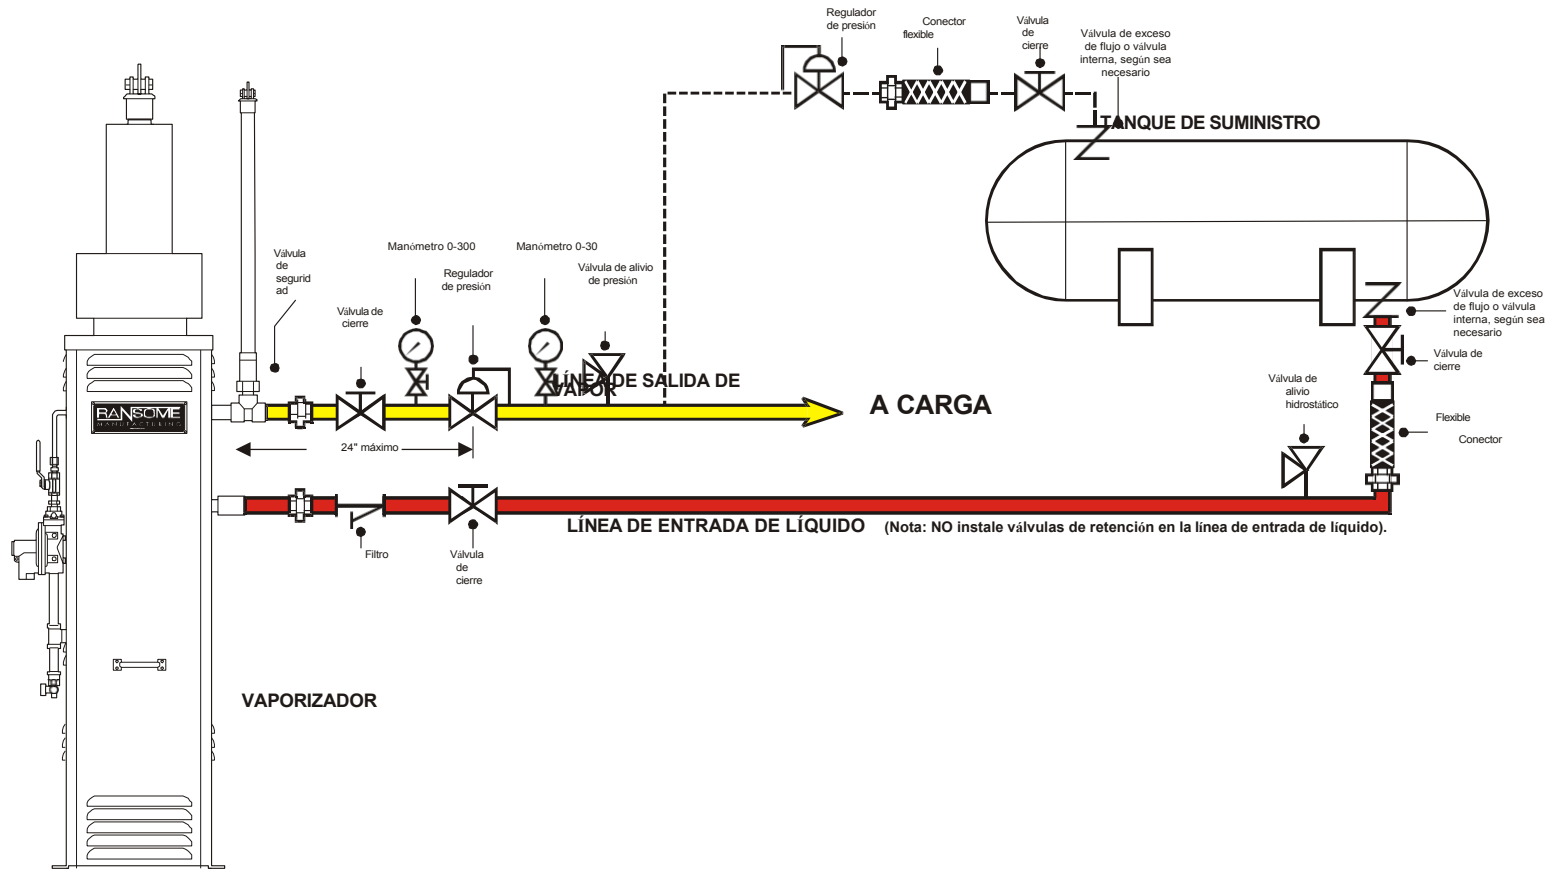 Regulador
de presión
Conector
flexible
Válvula
de
cierre
Válvula de exceso
de flujo o válvula
interna, según sea
necesario
TANQUE DE SUMINISTRO
Válvula
de
segurid
ad
Manómetro 0-300
Manómetro 0-30
Válvula de alivio
de presión
Regulador
de presión
Válvula de
cierre
Válvula de exceso
de flujo o válvula
interna, según sea
necesario
Válvula de
cierre
Válvula
de
alivio
hidrostático
LÍNEA DE SALIDA DE
VAPOR
A CARGA
RANSOME
MANUFACTURING
Flexible
Conector
24" máximo
LÍNEA DE ENTRADA DE LÍQUIDO (Nota: NO instale válvulas de retención en la línea de entrada de líquido).
Filtro
Válvula
de
cierre
VAPORIZADOR